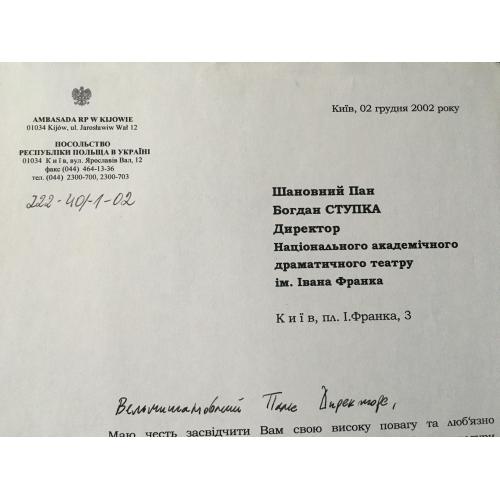 AMBASADA RP W KIJOWIE
01034 Kijów, ul. Jarosławiw Wał 12
ПОСОЛЬСТВО
РЕСПУБЛІКИ ПОЛЬЩА В УКРАЇНІ
01034 К и ї в, вул. Ярославів Вал, 12
факс (044) 464-13-36
тел. (044) 2300-700, 2300-703
222-40/1-02
Київ, 02 грудня 2002 року
Шановний Пан
Богдан СТУПКА
Директор
Національного академічного
драматичного театру
ім. Івана Франка
К и ї в, пл. І.Франка, 3
Вельмишановний Пане Директоре,
Маю честь засвідчити Вам свою високу повагу та люб'язно